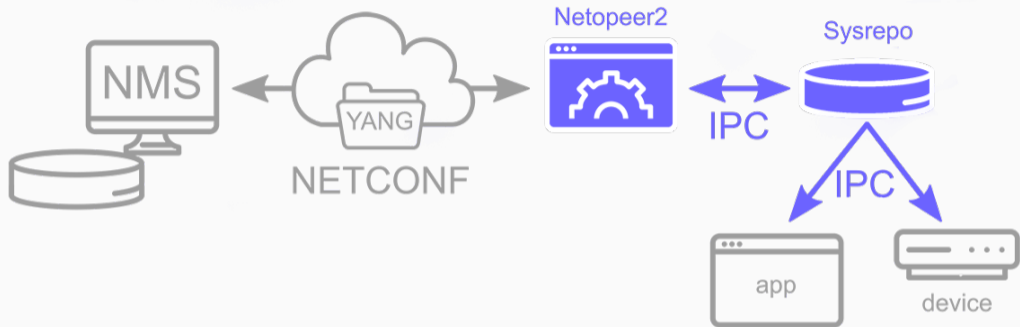 Netopeer2
Sysrepo
NMS
YANG
IPC
NETCONF
IPC
app
device